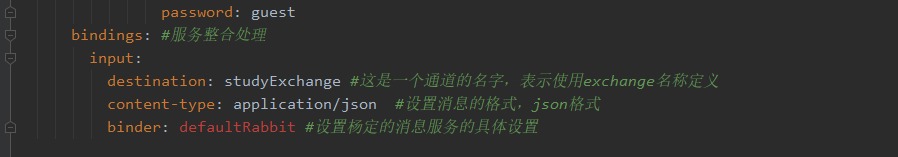 password: guest
bindings: #服务整合处理
input:
destination: studyExchange #这是一个通道的名字，表示使用exchange名称定义
content-type: application/json  #设置消息的格式，json格式
binder: defaultRabbit #设置杨定的消息服务的具体设置